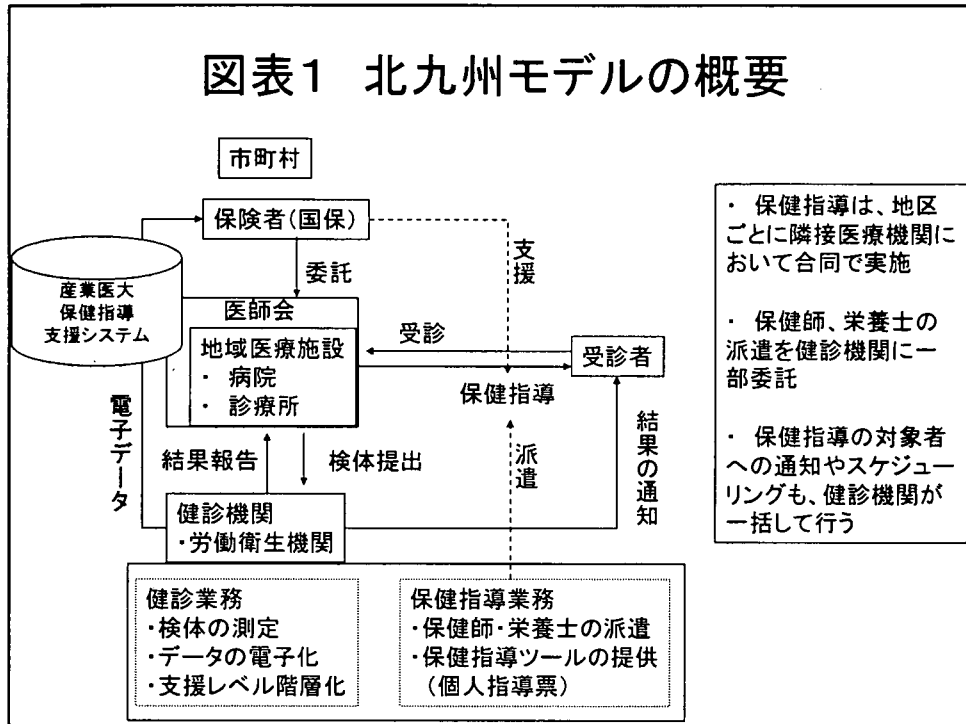 図表1 北九州モデルの概要
市町村
保険者(国保)
委託
支援
産業医大
保健指導
支援システム
医師会
地域医療施設
・ 病院
・ 診療所
受診
受診者
保健指導
電子データ
結果報告
検体提出
派遣
結果の通知
健診機関
・労働衛生機関
健診業務
・検体の測定
・データの電子化
・支援レベル階層化
保健指導業務
・保健師・栄養士の派遣
・保健指導ツールの提供
（個人指導票）
・ 保健指導は、地区
ごとに隣接医療機関に
おいて合同で実施
・ 保健師、栄養士の
派遣を健診機関に一
部委託
・ 保健指導の対象者
への通知やスケジュー
リングも、健診機関が
一括して行う